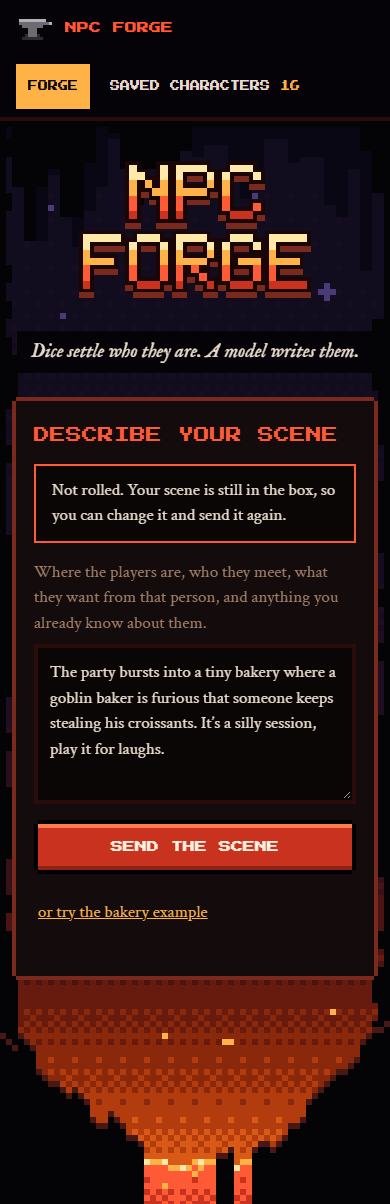 NPC FORGE
FORGE
SAVED CHARACTERS 16
NPC
FORGE
Dice settle who they are. A model writes them.
DESCRIBE YOUR SCENE
Not rolled. Your scene is still in the box, so
you can change it and send it again.
Where the players are, who they meet, what
they want from that person, and anything you
already know about them.
The party bursts into a tiny bakery where a
goblin baker is furious that someone keeps
stealing his croissants. It's a silly session,
play it for laughs.
SEND THE SCENE
or try the bakery example